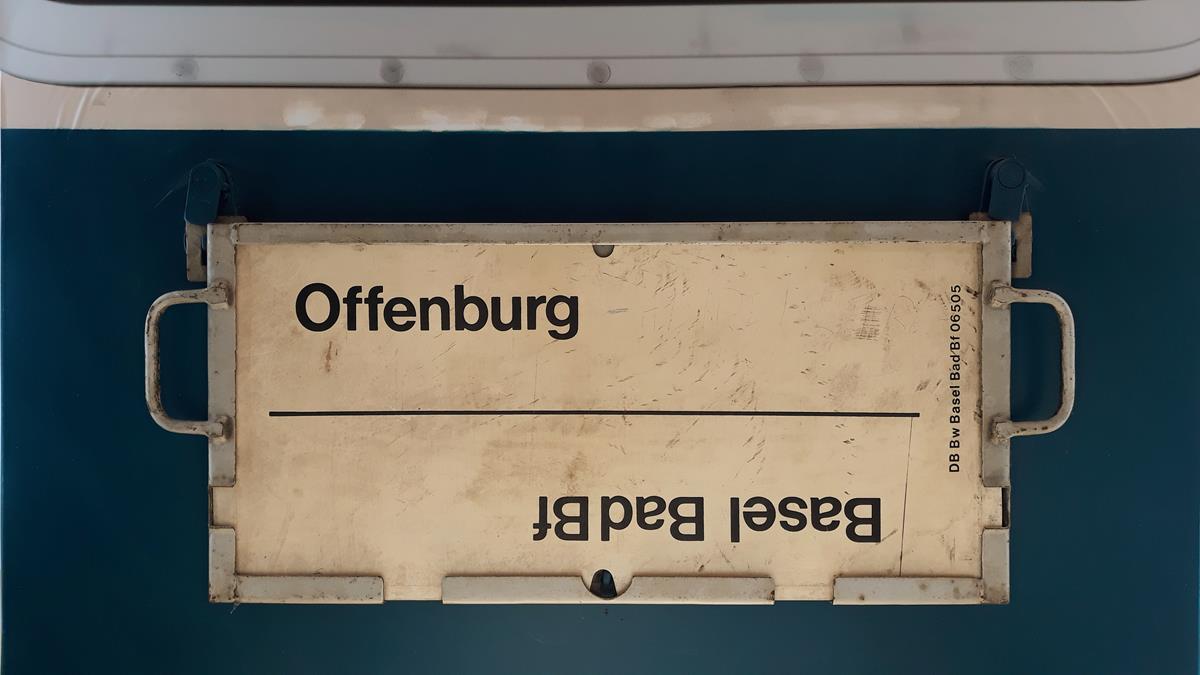 Offenburg
Basel Bad Bf
DB Bw Basel Bad Bf 06505